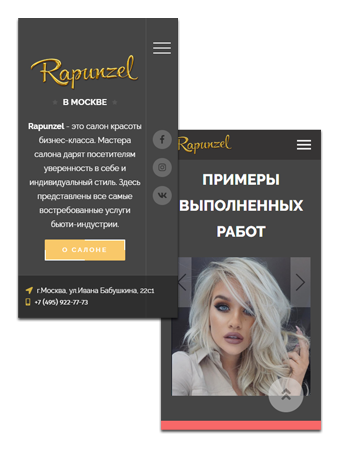 Rapunzel
В МОСКВЕ
Rapunzel - это салон красоты
бизнес-класса. Мастера
салона дарят посетителям
уверенность в себе и
индивидуальный стиль. Здесь
представлены все самые
востребованные услуги
бьюти-индустрии.
О САЛОНЕ
г.Москва, ул.Ивана Бабушкина, 22с1
+7 (495) 922-77-73
Rapunzel
ПРИМЕРЫ
ВЫПОЛНЕННЫХ
РАБОТ